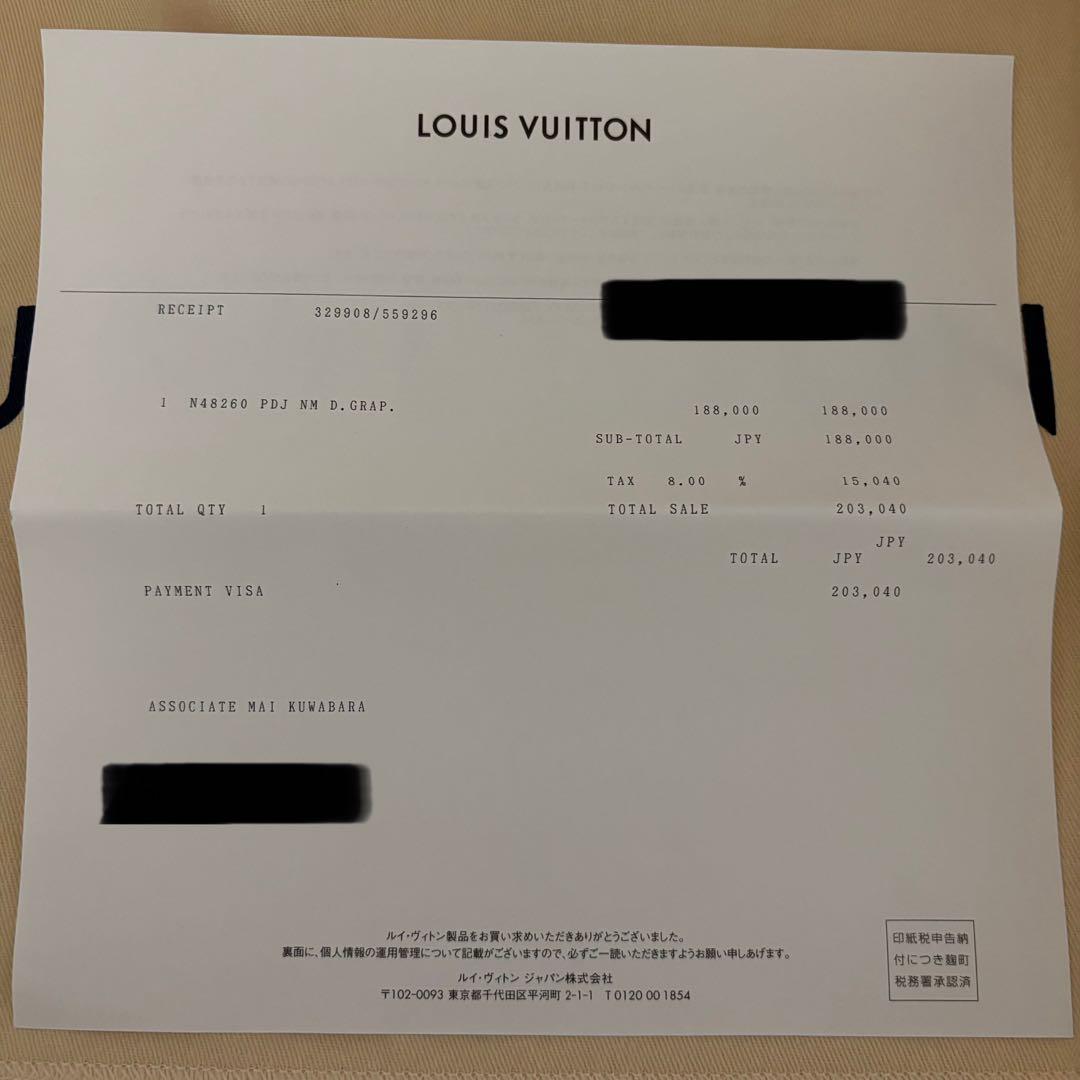 LOUIS VUITTON
RECEIPT 329908/559296
1 N48260 PDJ NM D.GRAP. 188,000 188,000
SUB-TOTAL JPY 188,000
TAX 8.00 % 15,040
TOTAL QTY 1 TOTAL SALE 203,040
JPY
TOTAL JPY 203,040
PAYMENT VISA 203,040
ASSOCIATE MAI KUWABARA
ルイ・ヴィトン製品をお買い求めいただきありがとうございました。
裏面に、個人情報の運用管理について記載がございますので、必ずご一読いただきますようお願い申しあげます。
ルイ・ヴィトン ジャパン株式会社
〒102-0093 東京都千代田区平河町 2-1-1 T 0120 00 1854
印紙税申告納
付につき麹町
税務署承認済